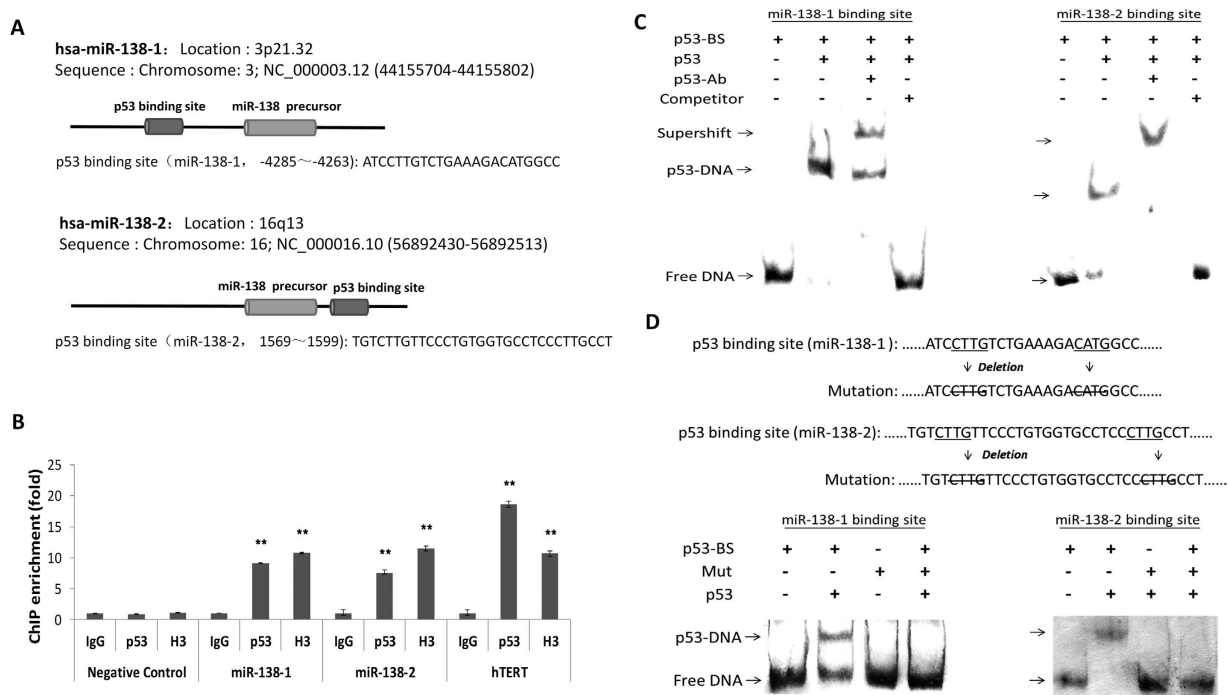 A
hsa-miR-138-1: Location : 3p21.32
Sequence : Chromosome: 3; NC_000003.12 (44155704-44155802)
p53 binding site miR-138 precursor
p53 binding site（miR-138-1， -4285～-4263): ATCCTTGTCTGAAAGACATGGCC
hsa-miR-138-2: Location : 16q13
Sequence : Chromosome: 16; NC_000016.10 (56892430-56892513)
miR-138 precursor p53 binding site
p53 binding site（miR-138-2， 1569～1599): TGTCTTGTTCCCTGTGGTGCCTCCCTTGCCT
B
ChIP enrichment (fold)
25
20
15
10
5
0
** ** ** ** ** **
IgG p53 H3 IgG p53 H3 IgG p53 H3 IgG p53 H3
Negative Control miR-138-1 miR-138-2 hTERT
C
miR-138-1 binding site miR-138-2 binding site
p53-BS + + + + + + + +
p53 - + + + - + + +
p53-Ab - - + - - - + -
Competitor - - - + - - - +
Supershift →
p53-DNA →
Free DNA →
D
p53 binding site (miR-138-1) : ......ATCCTTGTCTGAAAGACATGGCC......
↓ Deletion ↓
Mutation: ......ATCCTTGTCTGAAAGACATGGCC......
p53 binding site (miR-138-2): ......TGTCTTGTTCCCTGTGGTGCCTCCCTTGCCT......
↓ Deletion ↓
Mutation: ......TGTCTTGTTCCCTGTGGTGCCTCCCTTGCCT......
miR-138-1 binding site miR-138-2 binding site
p53-BS + + - + + + - +
Mut - - + + - - + +
p53 - + - + - + + +
p53-DNA →
Free DNA →